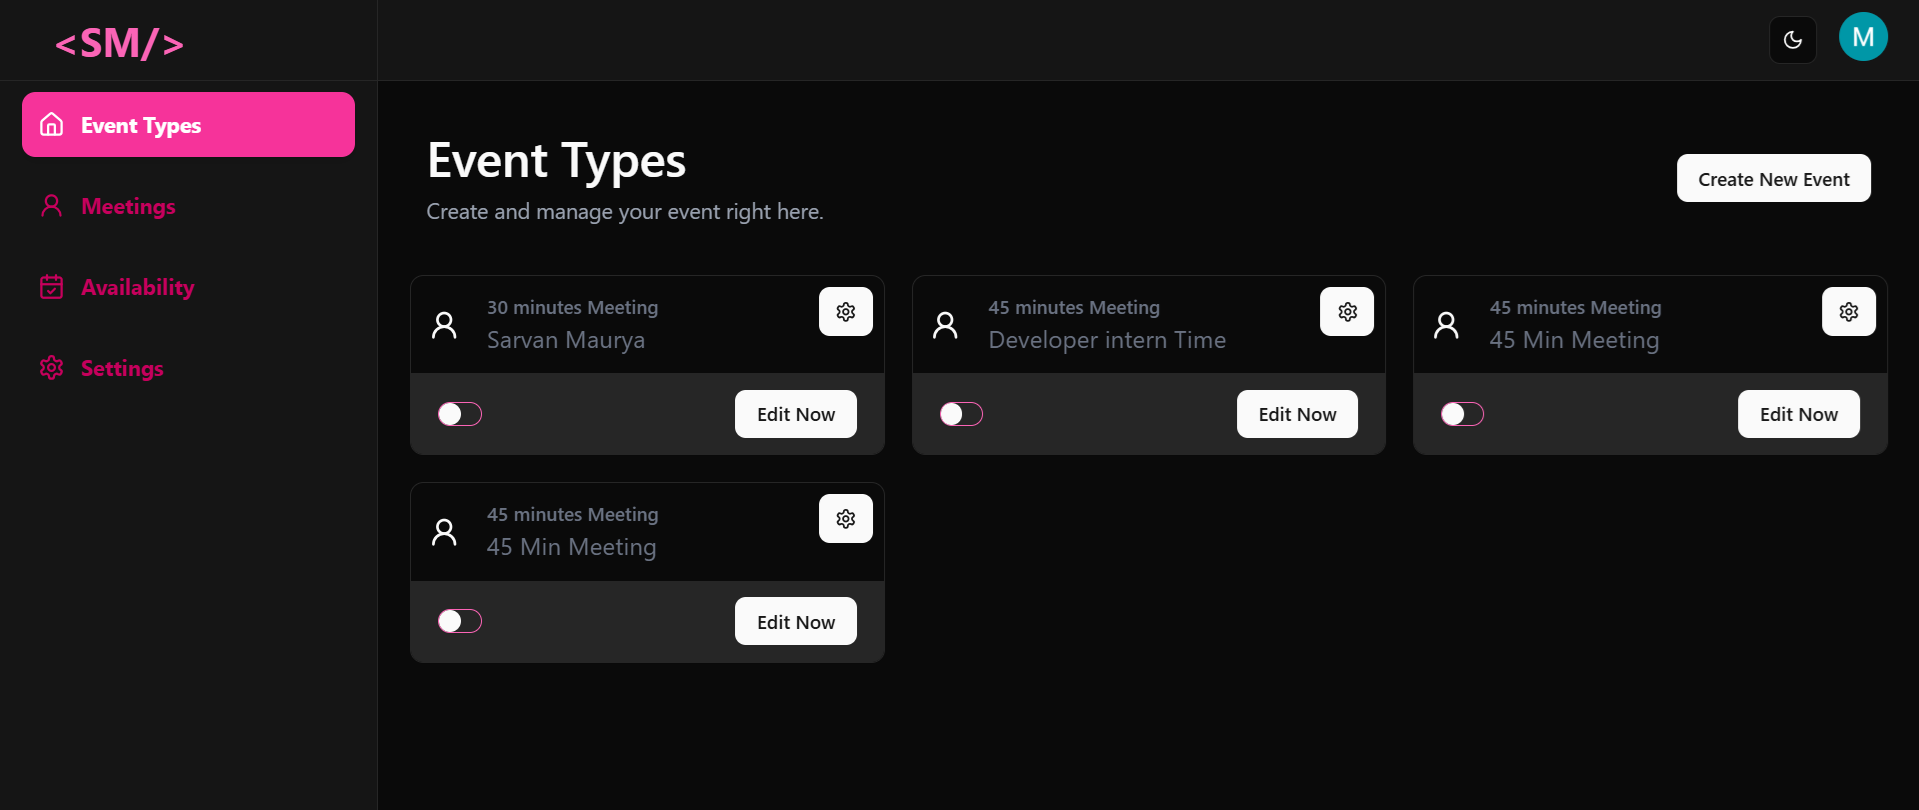 <SM/>
M
Event Types
Meetings
Availability
Settings
Event Types
Create and manage your event right here.
Create New Event
30 minutes Meeting
Sarvan Maurya
Edit Now
45 minutes Meeting
Developer intern Time
Edit Now
45 minutes Meeting
45 Min Meeting
Edit Now
45 minutes Meeting
45 Min Meeting
Edit Now